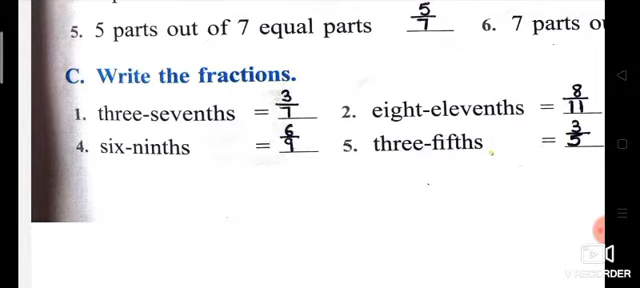 5. 5 parts out of 7 equal parts 5/7 6. 7 parts o
C. Write the fractions.
1. three-sevenths = 3/7 2. eight-elevenths = 8/11
4. six-ninths = 6/9 5. three-fifths = 3/5
V RECORDER